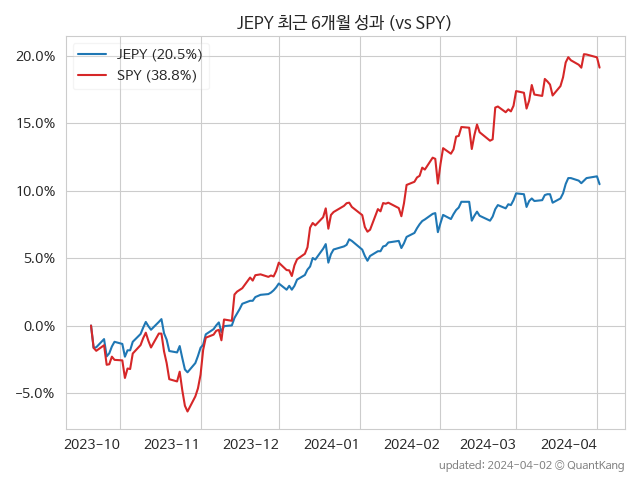 JEPY 최근 6개월 성과 (vs SPY)
JEPY (20.5%)
SPY (38.8%)
20.0%
15.0%
10.0%
5.0%
0.0%
−5.0%
2023-10 2023-11 2023-12 2024-01 2024-02 2024-03 2024-04
updated: 2024-04-02 © QuantKang